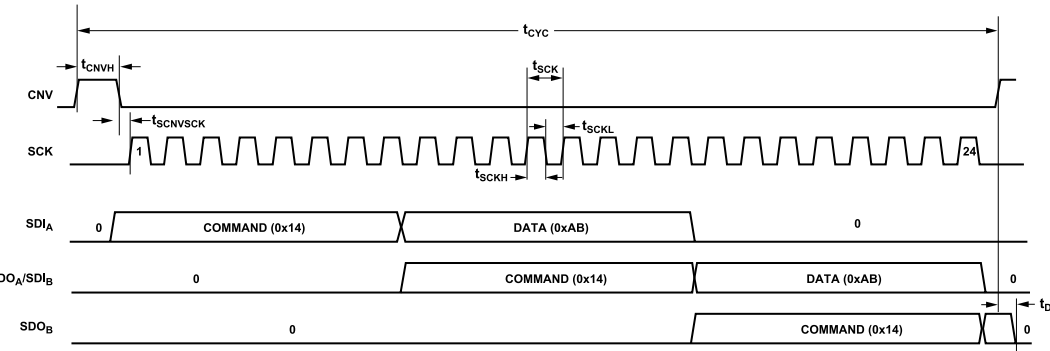 tCYC
tCNVH
tSCK
CNV
tSCNVSCK
tSCKL
SCK
1
24
tSCKH
SDIA
0
COMMAND (0x14)
DATA (0xAB)
0
DOA/SDIB
0
COMMAND (0x14)
DATA (0xAB)
0
tD
SDOB
0
COMMAND (0x14)
0